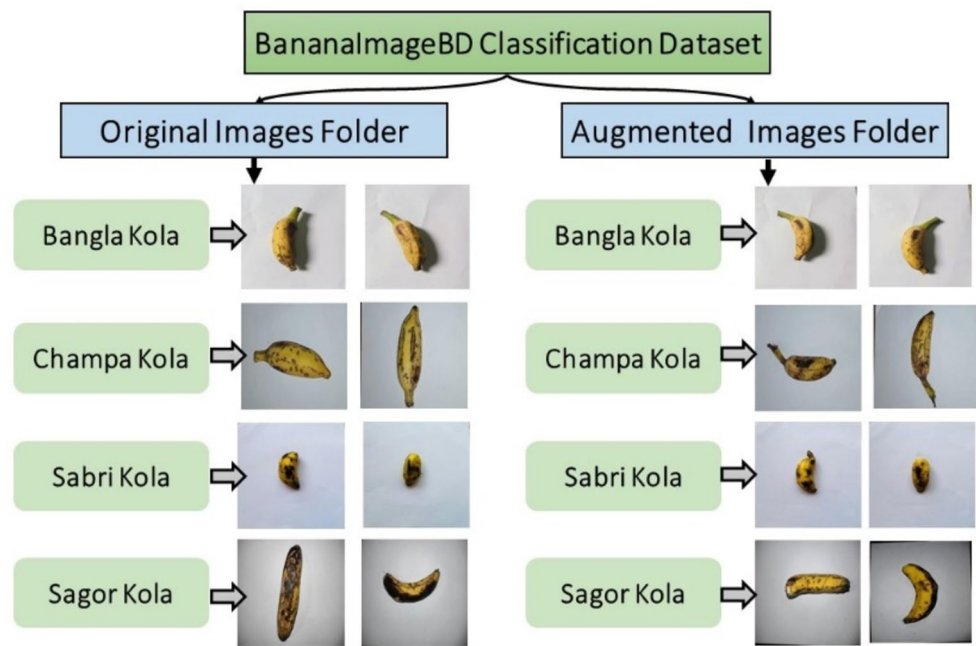 BananaImageBD Classification Dataset
Original Images Folder
Augmented Images Folder
Bangla Kola
Champa Kola
Sabri Kola
Sagor Kola
Bangla Kola
Champa Kola
Sabri Kola
Sagor Kola